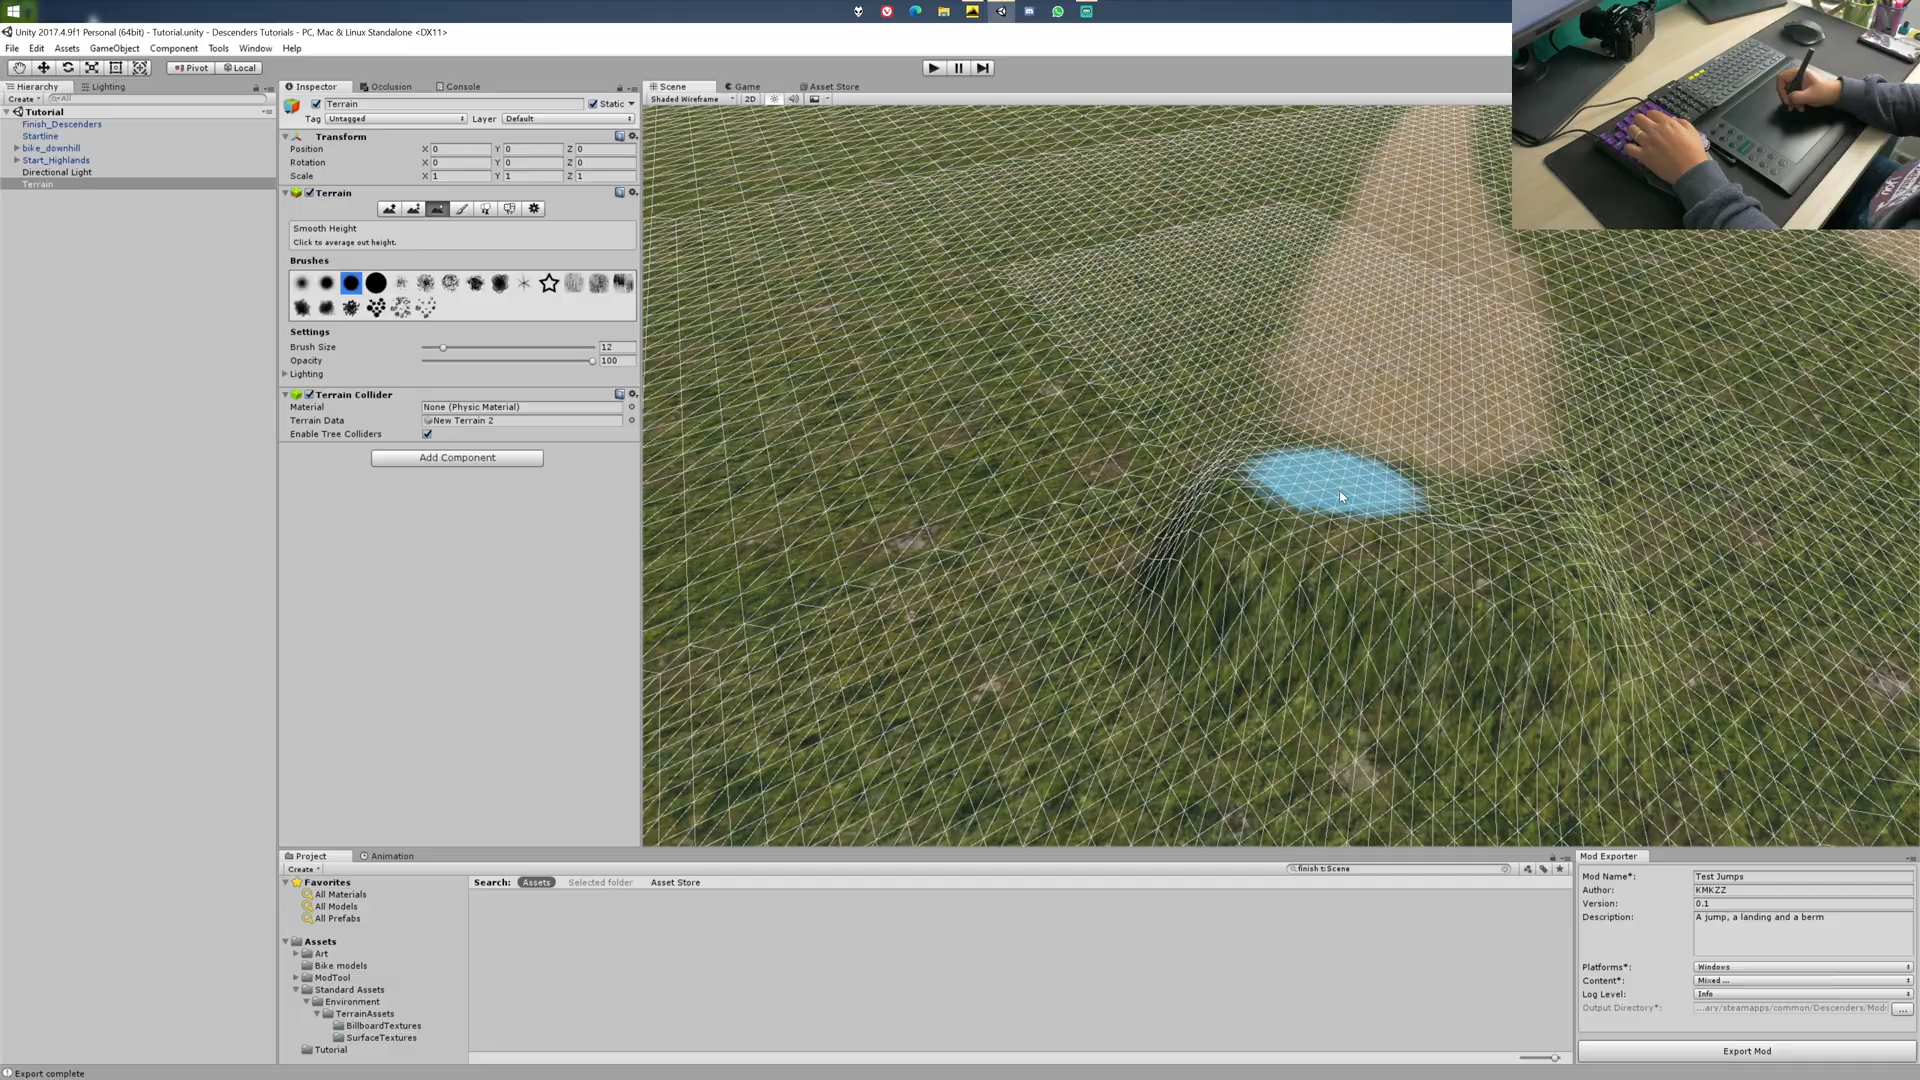 Unity 2017.4.9f1 Personal (64bit) - Tutorial.unity - Descenders Tutorials - PC, Mac & Linux Standalone <DX11>
File Edit Assets GameObject Component Tools Window Help
Pivot Local
Hierarchy Lighting
Create All
Tutorial
Finish_Descenders
Startline
bike_downhill
Start_Highlands
Directional Light
Terrain
Inspector Occlusion Console
Terrain Static
Tag Untagged Layer Default
Transform
Position X 0 Y 0 Z 0
Rotation X 0 Y 0 Z 0
Scale X 1 Y 1 Z 1
Terrain
Smooth Height
Click to average out height.
Brushes
Settings
Brush Size 12
Opacity 100
Lighting
Terrain Collider
Material None (Physic Material)
Terrain Data New Terrain 2
Enable Tree Colliders
Add Component
Scene Game Asset Store
Shaded Wireframe 2D
Project Animation
Create
finish t:Scene
Favorites
All Materials
All Models
All Prefabs
Assets
Art
Bike models
ModTool
Standard Assets
Environment
TerrainAssets
BillboardTextures
SurfaceTextures
Tutorial
Search: Assets Selected folder Asset Store
Mod Exporter
Mod Name*: Test Jumps
Author: KMKZZ
Version: 0.1
Description: A jump, a landing and a berm
Platforms*: Windows
Content*: Mixed ...
Log Level: Info
Output Directory*: ...ary/steamapps/common/Descenders/Mods ...
Export Mod
Export complete